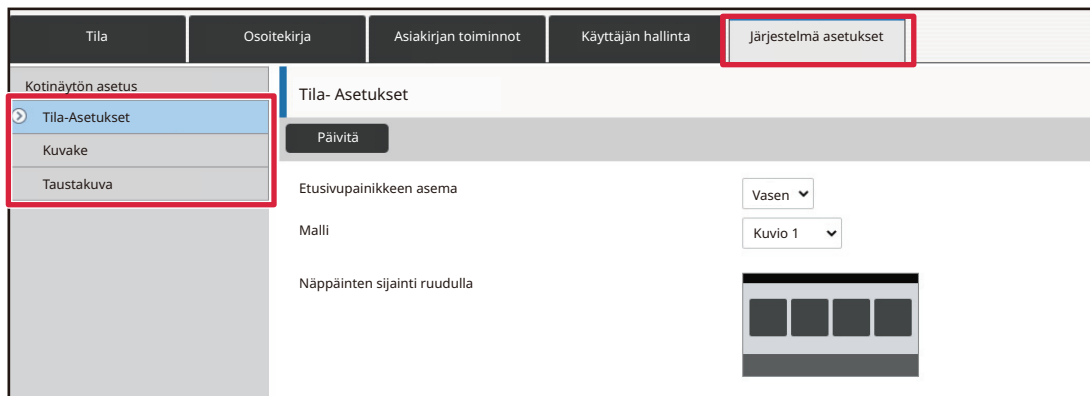 Tila
Osoitekirja
Asiakirjan toiminnot
Käyttäjän hallinta
Järjestelmä asetukset
Kotinäytön asetus
Tila-Asetukset
Kuvake
Taustakuva
Tila- Asetukset
Päivitä
Etusivupainikkeen asema
Vasen
Malli
Kuvio 1
Näppäinten sijainti ruudulla